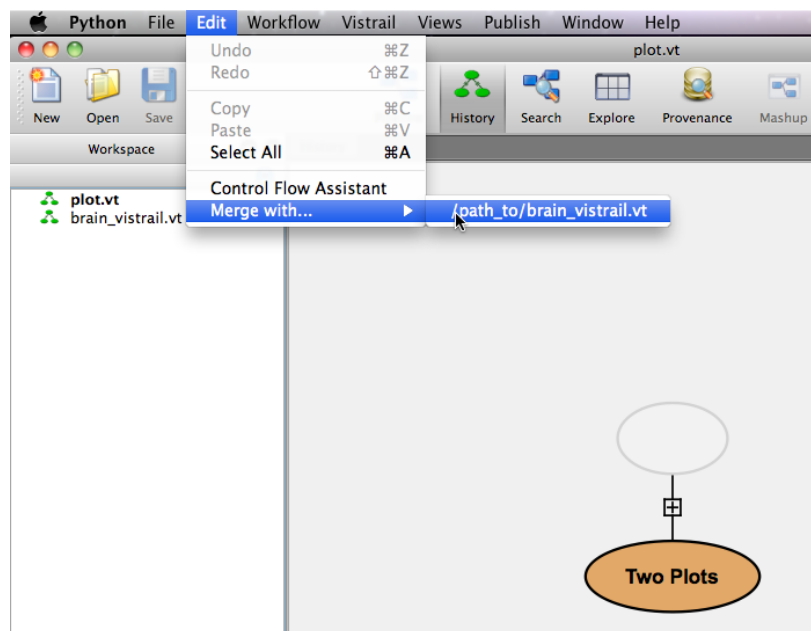 Python File Edit Workflow Vistrail Views Publish Window Help
plot.vt
New Open Save History Search Explore Provenance Mashup
Workspace
plot.vt
brain_vistrail.vt
Undo ⌘Z
Redo ⇧⌘Z
Copy ⌘C
Paste ⌘V
Select All ⌘A
Control Flow Assistant
Merge with...
/path_to/brain_vistrail.vt
Two Plots